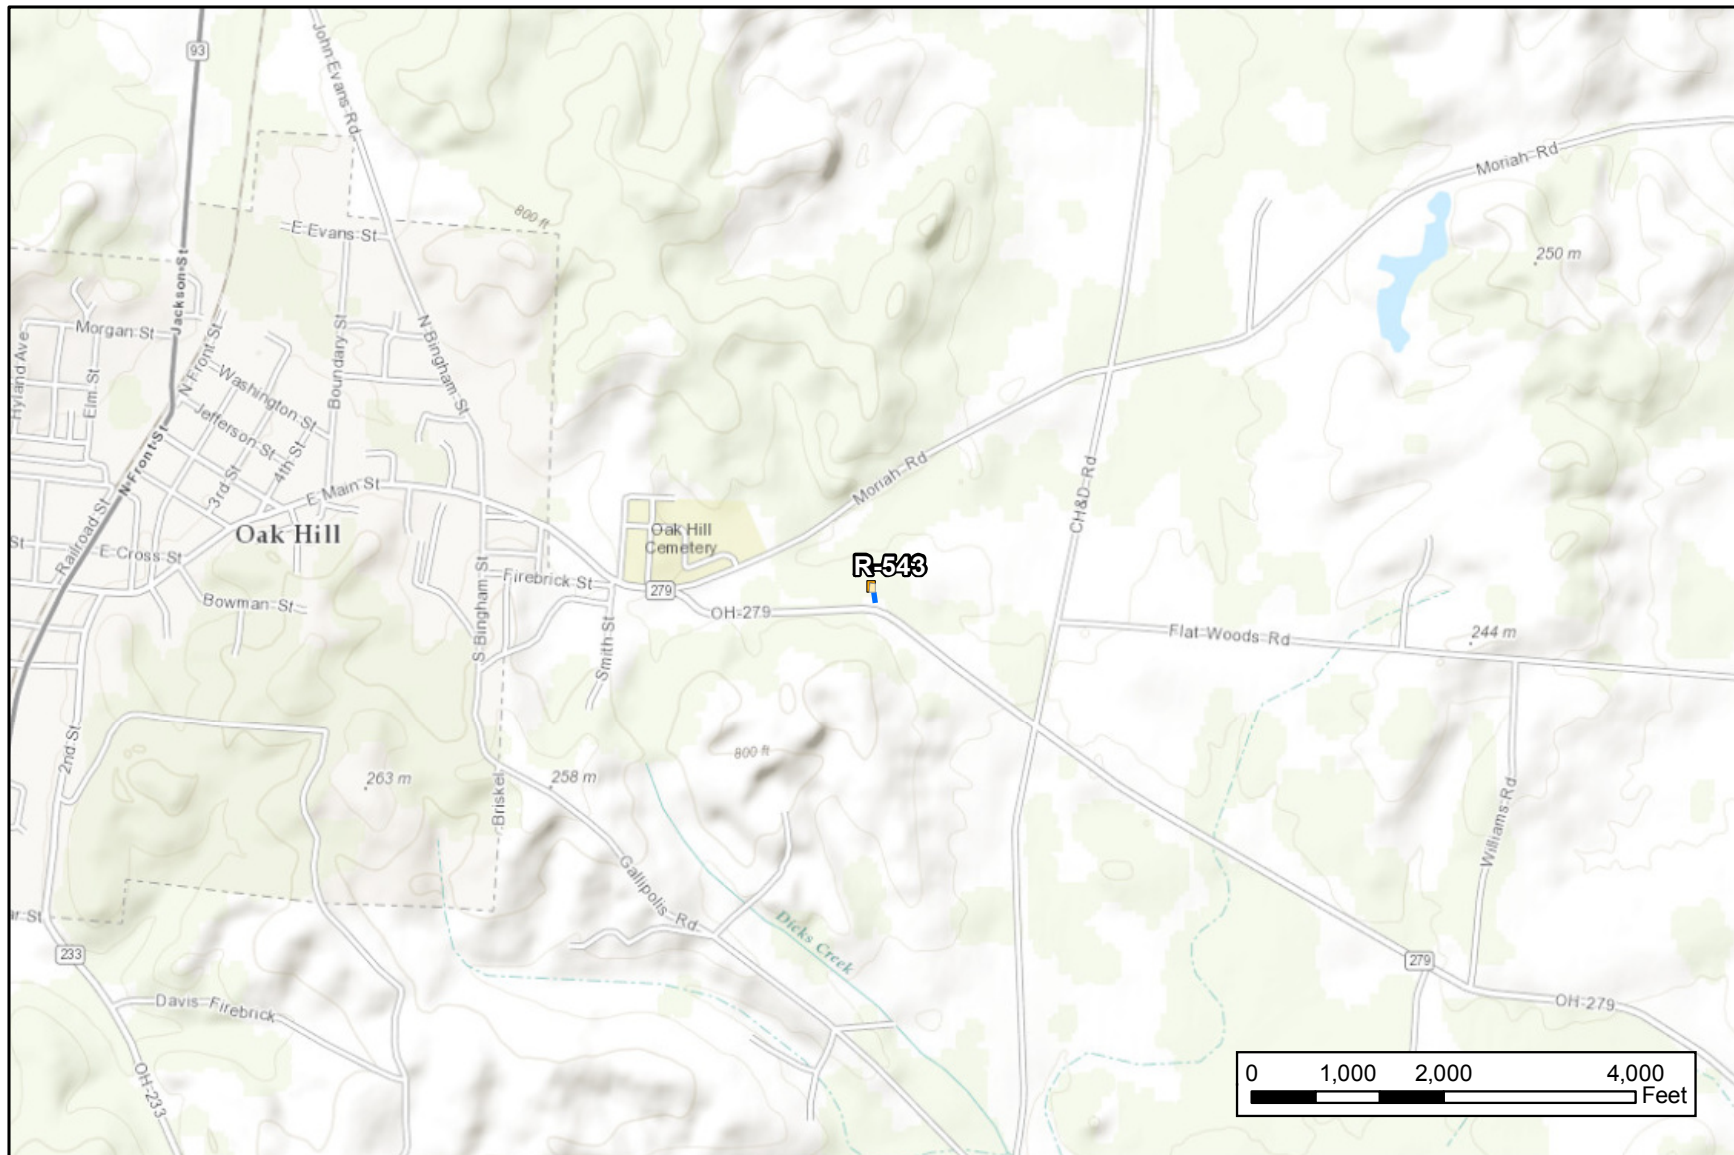 93
John Evans Rd
Moriah Rd
E Evans St
800 ft
250 m
Jackson St
Morgan St
N Front St
Boundary St
N Bingham St
Hyland Ave
Elm St
Washington St
Jefferson St
4th St
3rd St
N Front St
E Main St
Moriah Rd
CH&D Rd
Railroad St
Oak Hill
Oak Hill
Cemetery
St
E Cross St
R-543
Firebrick St
279
OH-279
Bowman St
S Bingham St
Smith St
Flat Woods Rd
244 m
2nd St
800 ft
263 m
258 m
Briskel
Williams Rd
Gallipolis Rd
ar St
Dicks Creek
233
279
Davis Firebrick
OH-279
OH-233
0 1,000 2,000 4,000
Feet